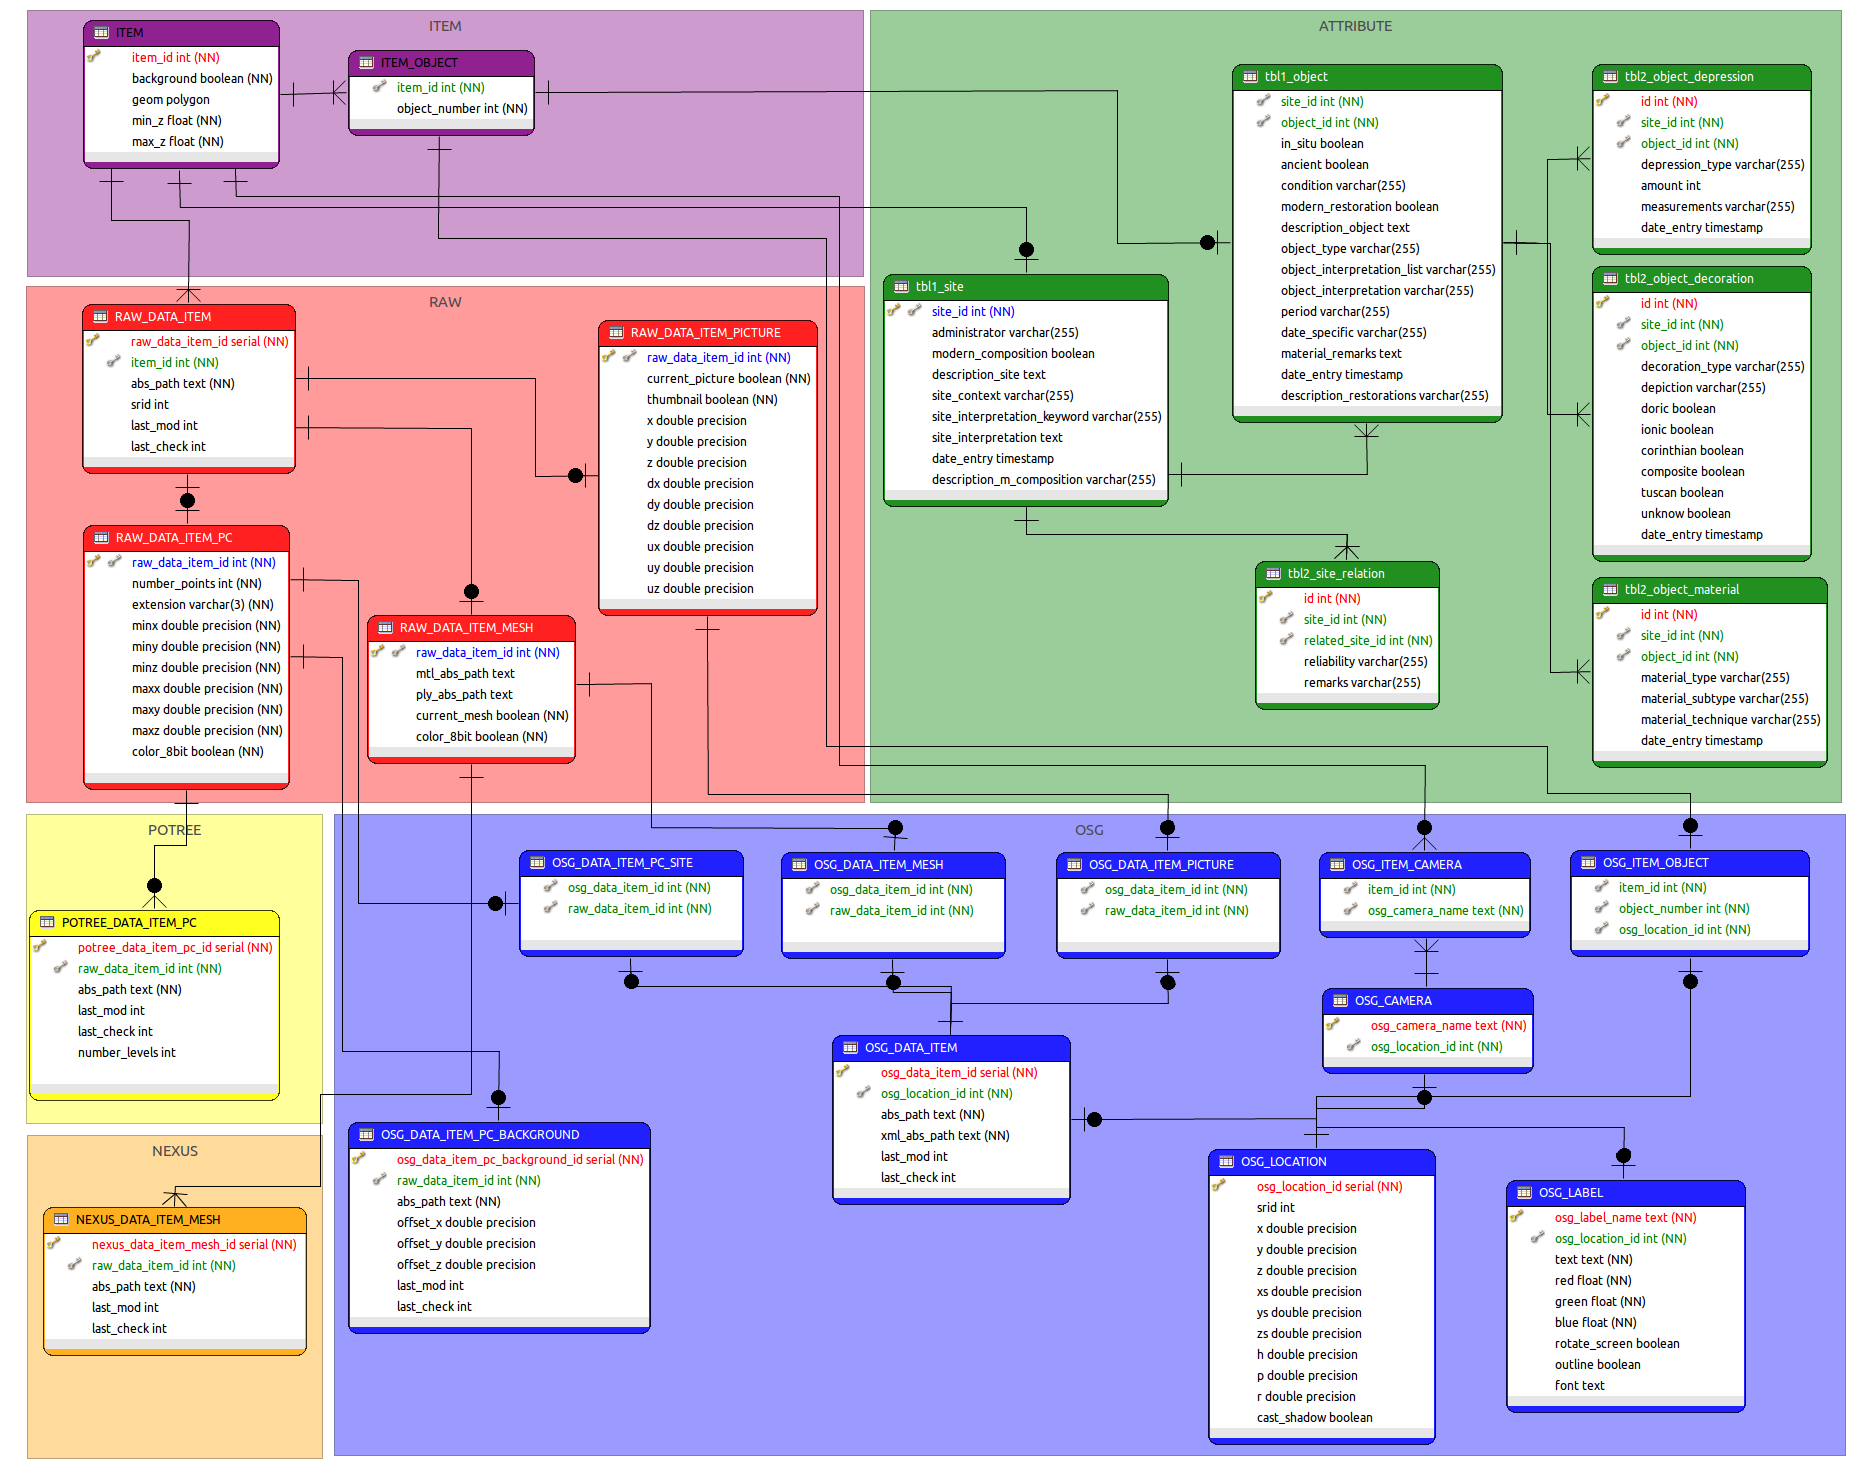 ITEM
ITEM
item_id int (NN)
background boolean (NN)
geom polygon
min_z float (NN)
max_z float (NN)
ITEM_OBJECT
item_id int (NN)
object_number int (NN)
ATTRIBUTE
tbl1_object
site_id int (NN)
object_id int (NN)
in_situ boolean
ancient boolean
condition varchar(255)
modern_restoration boolean
description_object text
object_type varchar(255)
object_interpretation_list varchar(255)
object_interpretation varchar(255)
period varchar(255)
date_specific varchar(255)
material_remarks text
date_entry timestamp
description_restorations varchar(255)
tbl2_object_depression
id int (NN)
site_id int (NN)
object_id int (NN)
depression_type varchar(255)
amount int
measurements varchar(255)
date_entry timestamp
tbl2_object_decoration
id int (NN)
site_id int (NN)
object_id int (NN)
decoration_type varchar(255)
depiction varchar(255)
doric boolean
ionic boolean
corinthian boolean
composite boolean
tuscan boolean
unknow boolean
date_entry timestamp
tbl1_site
site_id int (NN)
administrator varchar(255)
modern_composition boolean
description_site text
site_context varchar(255)
site_interpretation_keyword varchar(255)
site_interpretation text
date_entry timestamp
description_m_composition varchar(255)
tbl2_site_relation
id int (NN)
site_id int (NN)
related_site_id int (NN)
reliability varchar(255)
remarks varchar(255)
tbl2_object_material
id int (NN)
site_id int (NN)
object_id int (NN)
material_type varchar(255)
material_subtype varchar(255)
material_technique varchar(255)
date_entry timestamp
RAW
RAW_DATA_ITEM
raw_data_item_id serial (NN)
item_id int (NN)
abs_path text (NN)
srid int
last_mod int
last_check int
RAW_DATA_ITEM_PICTURE
raw_data_item_id int (NN)
current_picture boolean (NN)
thumbnail boolean (NN)
x double precision
y double precision
z double precision
dx double precision
dy double precision
dz double precision
ux double precision
uy double precision
uz double precision
RAW_DATA_ITEM_PC
raw_data_item_id int (NN)
number_points int (NN)
extension varchar(3) (NN)
minx double precision (NN)
miny double precision (NN)
minz double precision (NN)
maxx double precision (NN)
maxy double precision (NN)
maxz double precision (NN)
color_8bit boolean (NN)
RAW_DATA_ITEM_MESH
raw_data_item_id int (NN)
mtl_abs_path text
ply_abs_path text
current_mesh boolean (NN)
color_8bit boolean (NN)
POTREE
POTREE_DATA_ITEM_PC
potree_data_item_pc_id serial (NN)
raw_data_item_id int (NN)
abs_path text (NN)
last_mod int
last_check int
number_levels int
NEXUS
NEXUS_DATA_ITEM_MESH
nexus_data_item_mesh_id serial (NN)
raw_data_item_id int (NN)
abs_path text (NN)
last_mod int
last_check int
OSG
OSG_DATA_ITEM_PC_SITE
osg_data_item_id int (NN)
raw_data_item_id int (NN)
OSG_DATA_ITEM_MESH
osg_data_item_id int (NN)
raw_data_item_id int (NN)
OSG_DATA_ITEM_PICTURE
osg_data_item_id int (NN)
raw_data_item_id int (NN)
OSG_ITEM_CAMERA
item_id int (NN)
osg_camera_name text (NN)
OSG_ITEM_OBJECT
item_id int (NN)
object_number int (NN)
osg_location_id int (NN)
OSG_CAMERA
osg_camera_name text (NN)
osg_location_id int (NN)
OSG_DATA_ITEM
osg_data_item_id serial (NN)
osg_location_id int (NN)
abs_path text (NN)
xml_abs_path text (NN)
last_mod int
last_check int
OSG_DATA_ITEM_PC_BACKGROUND
osg_data_item_pc_background_id serial (NN)
raw_data_item_id int (NN)
abs_path text (NN)
offset_x double precision
offset_y double precision
offset_z double precision
last_mod int
last_check int
OSG_LOCATION
osg_location_id serial (NN)
srid int
x double precision
y double precision
z double precision
xs double precision
ys double precision
zs double precision
h double precision
p double precision
r double precision
cast_shadow boolean
OSG_LABEL
osg_label_name text (NN)
osg_location_id int (NN)
text text (NN)
red float (NN)
green float (NN)
blue float (NN)
rotate_screen boolean
outline boolean
font text